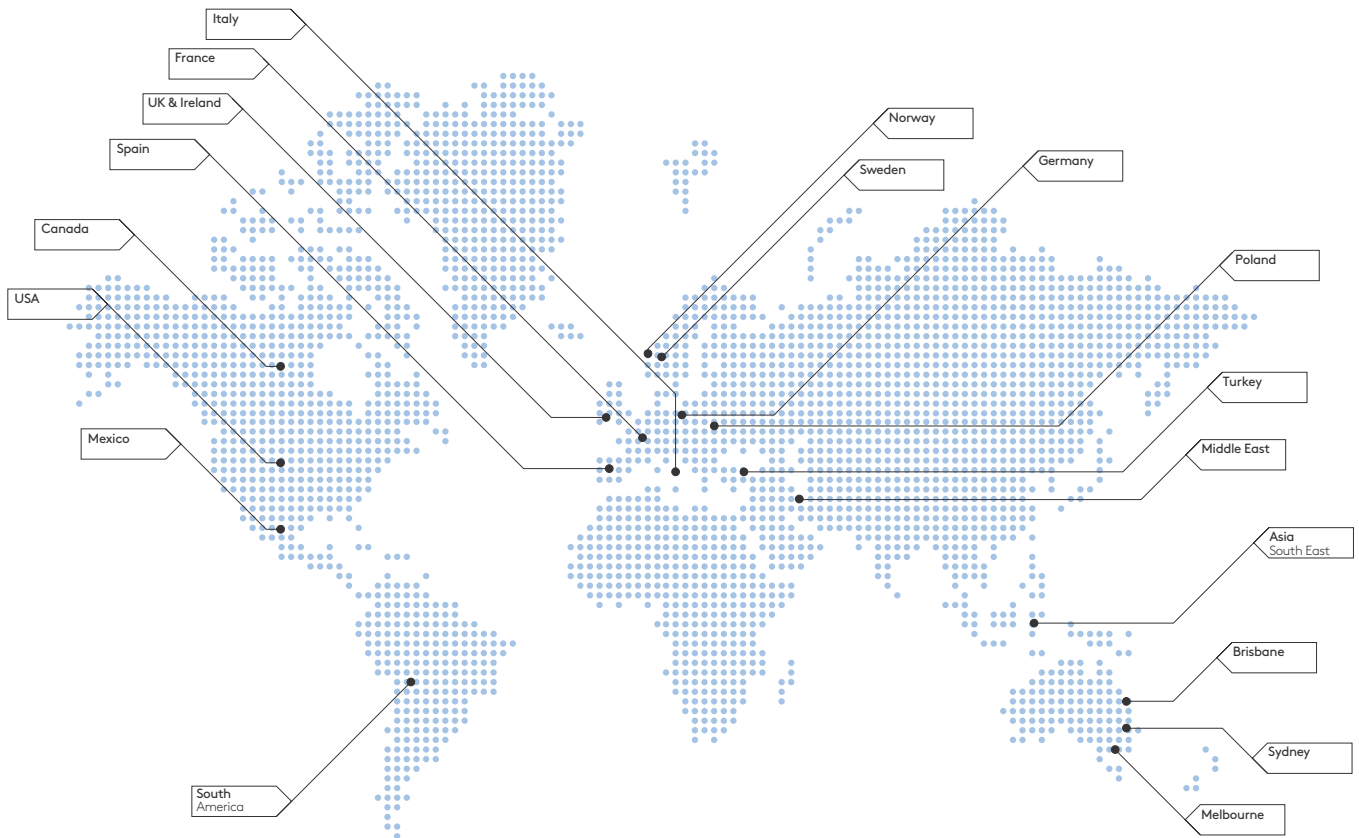 Italy
France
UK & Ireland
Spain
Canada
USA
Mexico
South
America
Norway
Sweden
Germany
Poland
Turkey
Middle East
Asia
South East
Brisbane
Sydney
Melbourne